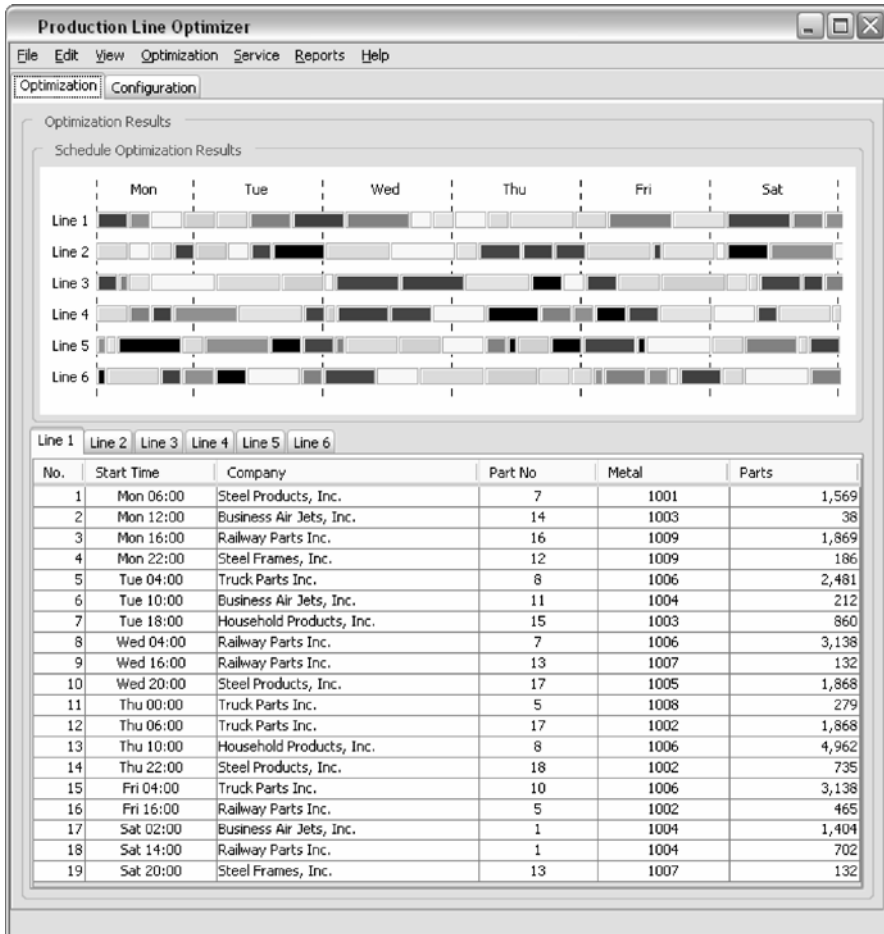 Production Line Optimizer
File Edit View Optimization Service Reports Help
Optimization Configuration
Optimization Results
Schedule Optimization Results
Mon Tue Wed Thu Fri Sat
Line 1
Line 2
Line 3
Line 4
Line 5
Line 6
Line 1 Line 2 Line 3 Line 4 Line 5 Line 6
No. Start Time Company Part No Metal Parts
1 Mon 06:00 Steel Products, Inc. 7 1001 1,569
2 Mon 12:00 Business Air Jets, Inc. 14 1003 38
3 Mon 16:00 Railway Parts Inc. 16 1009 1,869
4 Mon 22:00 Steel Frames, Inc. 12 1009 186
5 Tue 04:00 Truck Parts Inc. 8 1006 2,481
6 Tue 10:00 Business Air Jets, Inc. 11 1004 212
7 Tue 18:00 Household Products, Inc. 15 1003 860
8 Wed 04:00 Railway Parts Inc. 7 1006 3,138
9 Wed 16:00 Railway Parts Inc. 13 1007 132
10 Wed 20:00 Steel Products, Inc. 17 1005 1,868
11 Thu 00:00 Truck Parts Inc. 5 1008 279
12 Thu 06:00 Truck Parts Inc. 17 1002 1,868
13 Thu 10:00 Household Products, Inc. 8 1006 4,962
14 Thu 22:00 Steel Products, Inc. 18 1002 735
15 Fri 04:00 Truck Parts Inc. 10 1006 3,138
16 Fri 16:00 Railway Parts Inc. 5 1002 465
17 Sat 02:00 Business Air Jets, Inc. 1 1004 1,404
18 Sat 14:00 Railway Parts Inc. 1 1004 702
19 Sat 20:00 Steel Frames, Inc. 13 1007 132